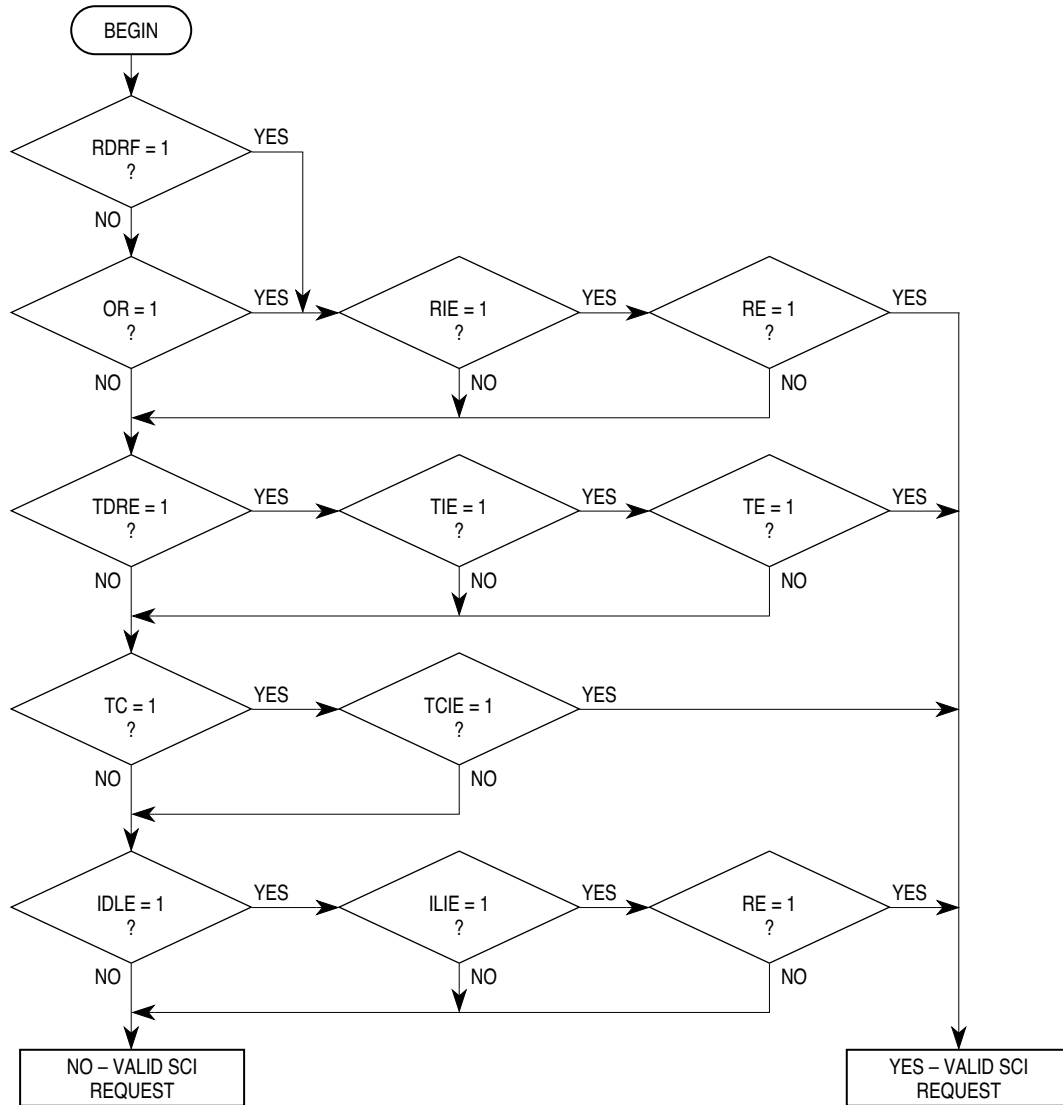 BEGIN
RDRF = 1
?
YES
NO
OR = 1
?
YES
NO
RIE = 1
?
YES
NO
RE = 1
?
YES
NO
TDRE = 1
?
YES
NO
TIE = 1
?
YES
NO
TE = 1
?
YES
NO
TC = 1
?
YES
NO
TCIE = 1
?
YES
NO
IDLE = 1
?
YES
NO
ILIE = 1
?
YES
NO
RE = 1
?
YES
NO
NO – VALID SCI
REQUEST
YES – VALID SCI
REQUEST